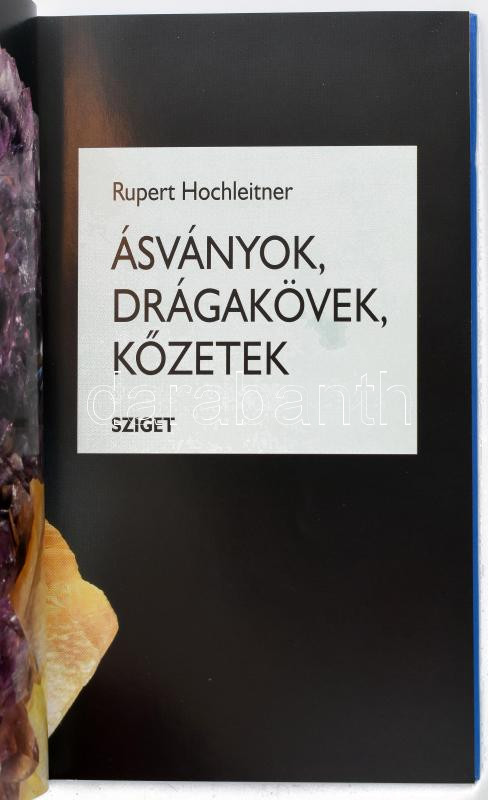 Rupert Hochleitner
ÁSVÁNYOK,
DRÁGAKÖVEK,
KŐZETEK
darabanth
SZIGET